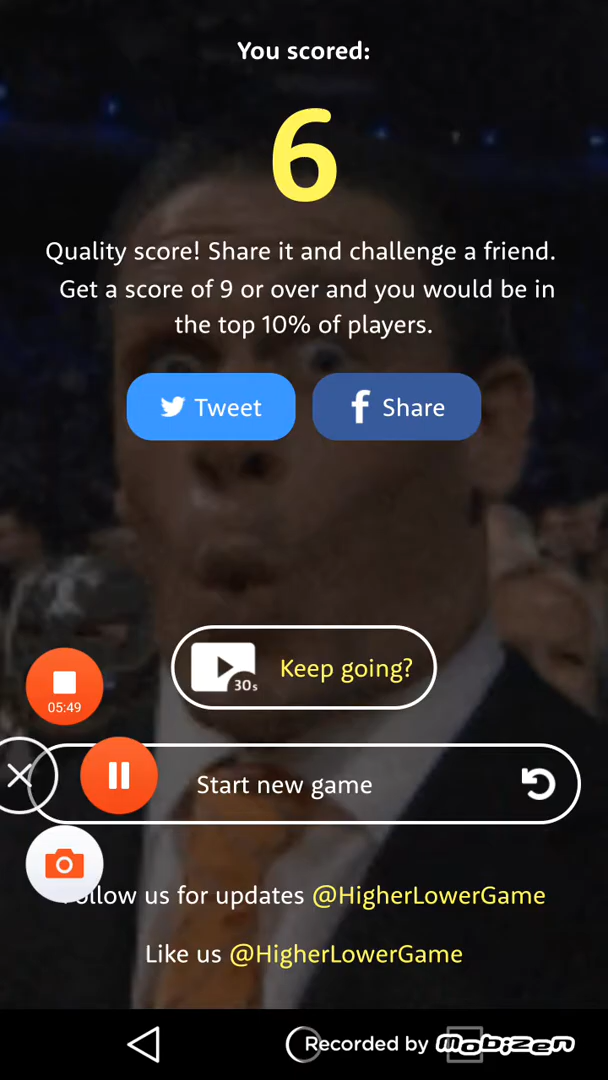 You scored:
6
Quality score! Share it and challenge a friend.
Get a score of 9 or over and you would be in
the top 10% of players.
Tweet
Share
30s
Keep going?
05:49
Start new game
ollow us for updates @HigherLowerGame
Like us @HigherLowerGame
Recorded by Mobizen